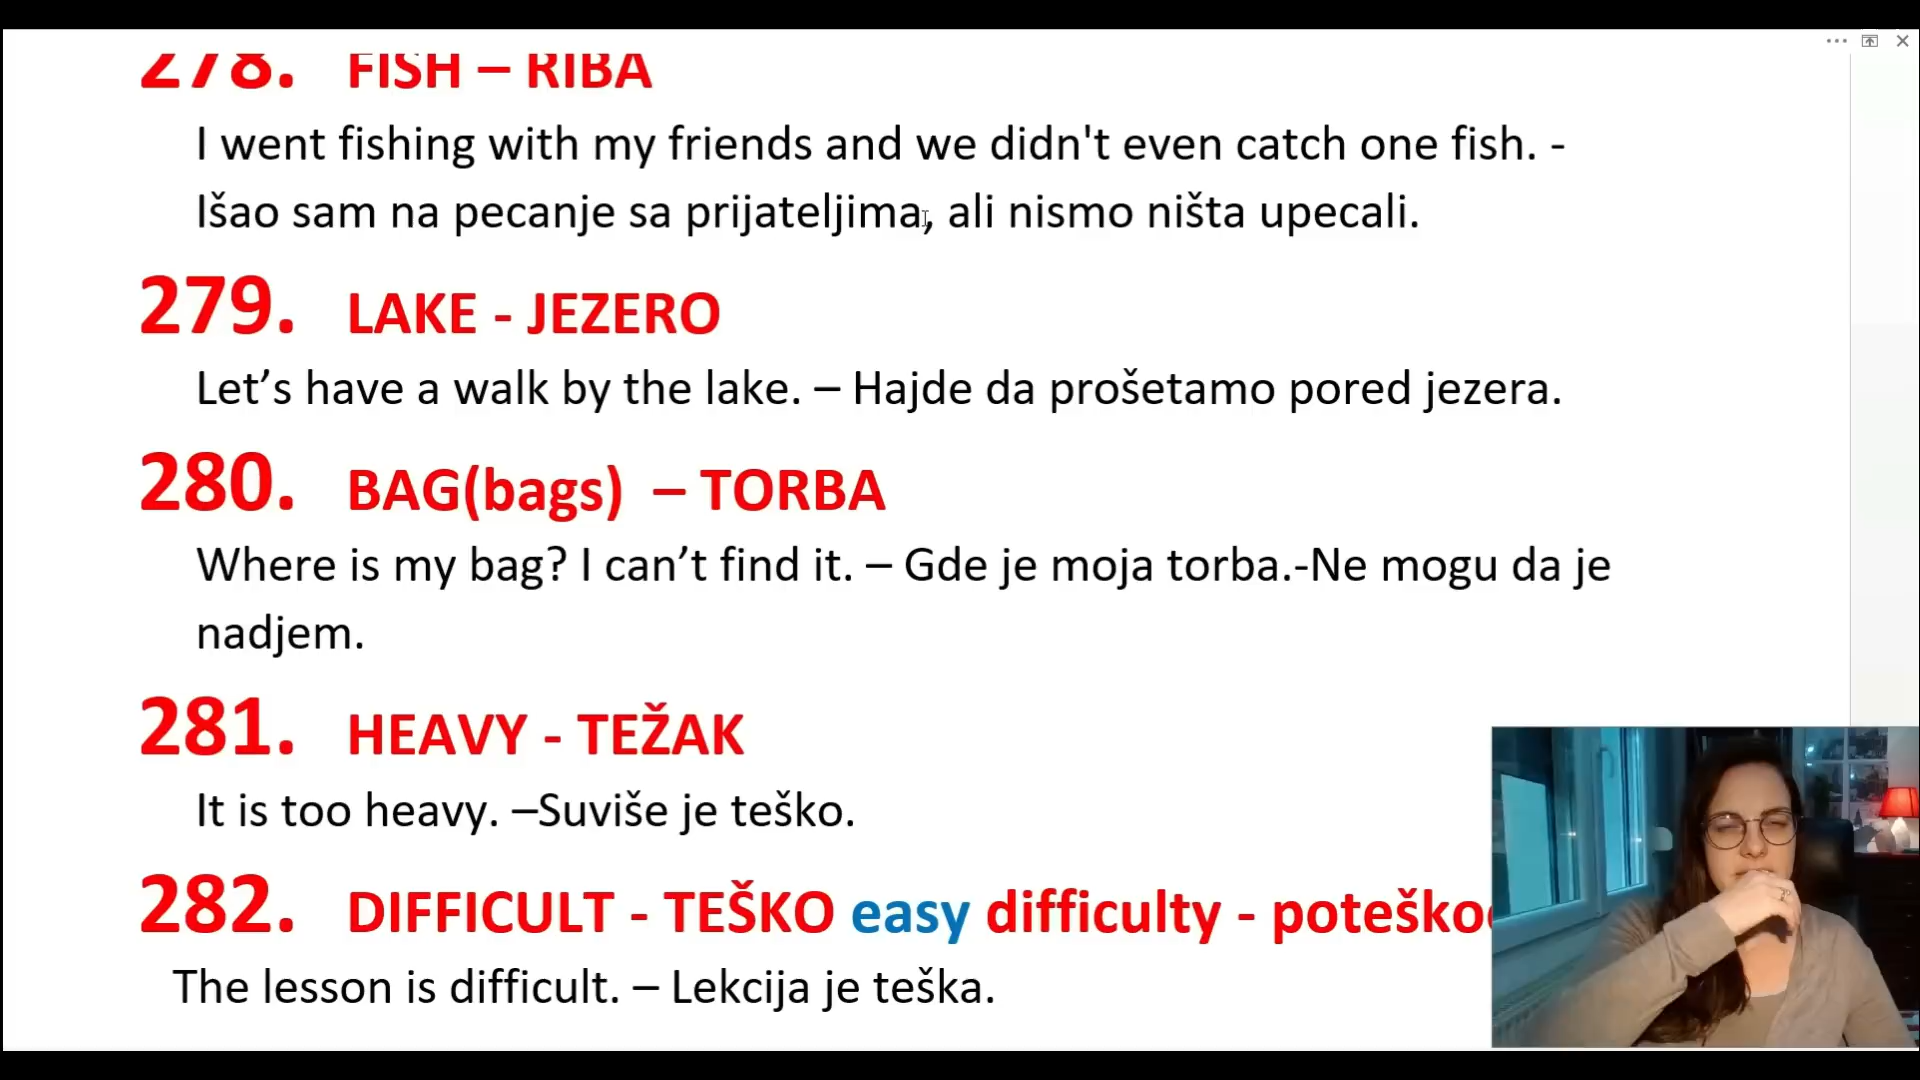 278. FISH – RIBA
I went fishing with my friends and we didn't even catch one fish. -
Išao sam na pecanje sa prijateljima, ali nismo ništa upecali.
279. LAKE - JEZERO
Let’s have a walk by the lake. – Hajde da prošetamo pored jezera.
280. BAG(bags) – TORBA
Where is my bag? I can’t find it. – Gde je moja torba.-Ne mogu da je
nadjem.
281. HEAVY - TEŽAK
It is too heavy. –Suviše je teško.
282. DIFFICULT - TEŠKO easy difficulty -
The lesson is difficult. – Lekcija je teška.